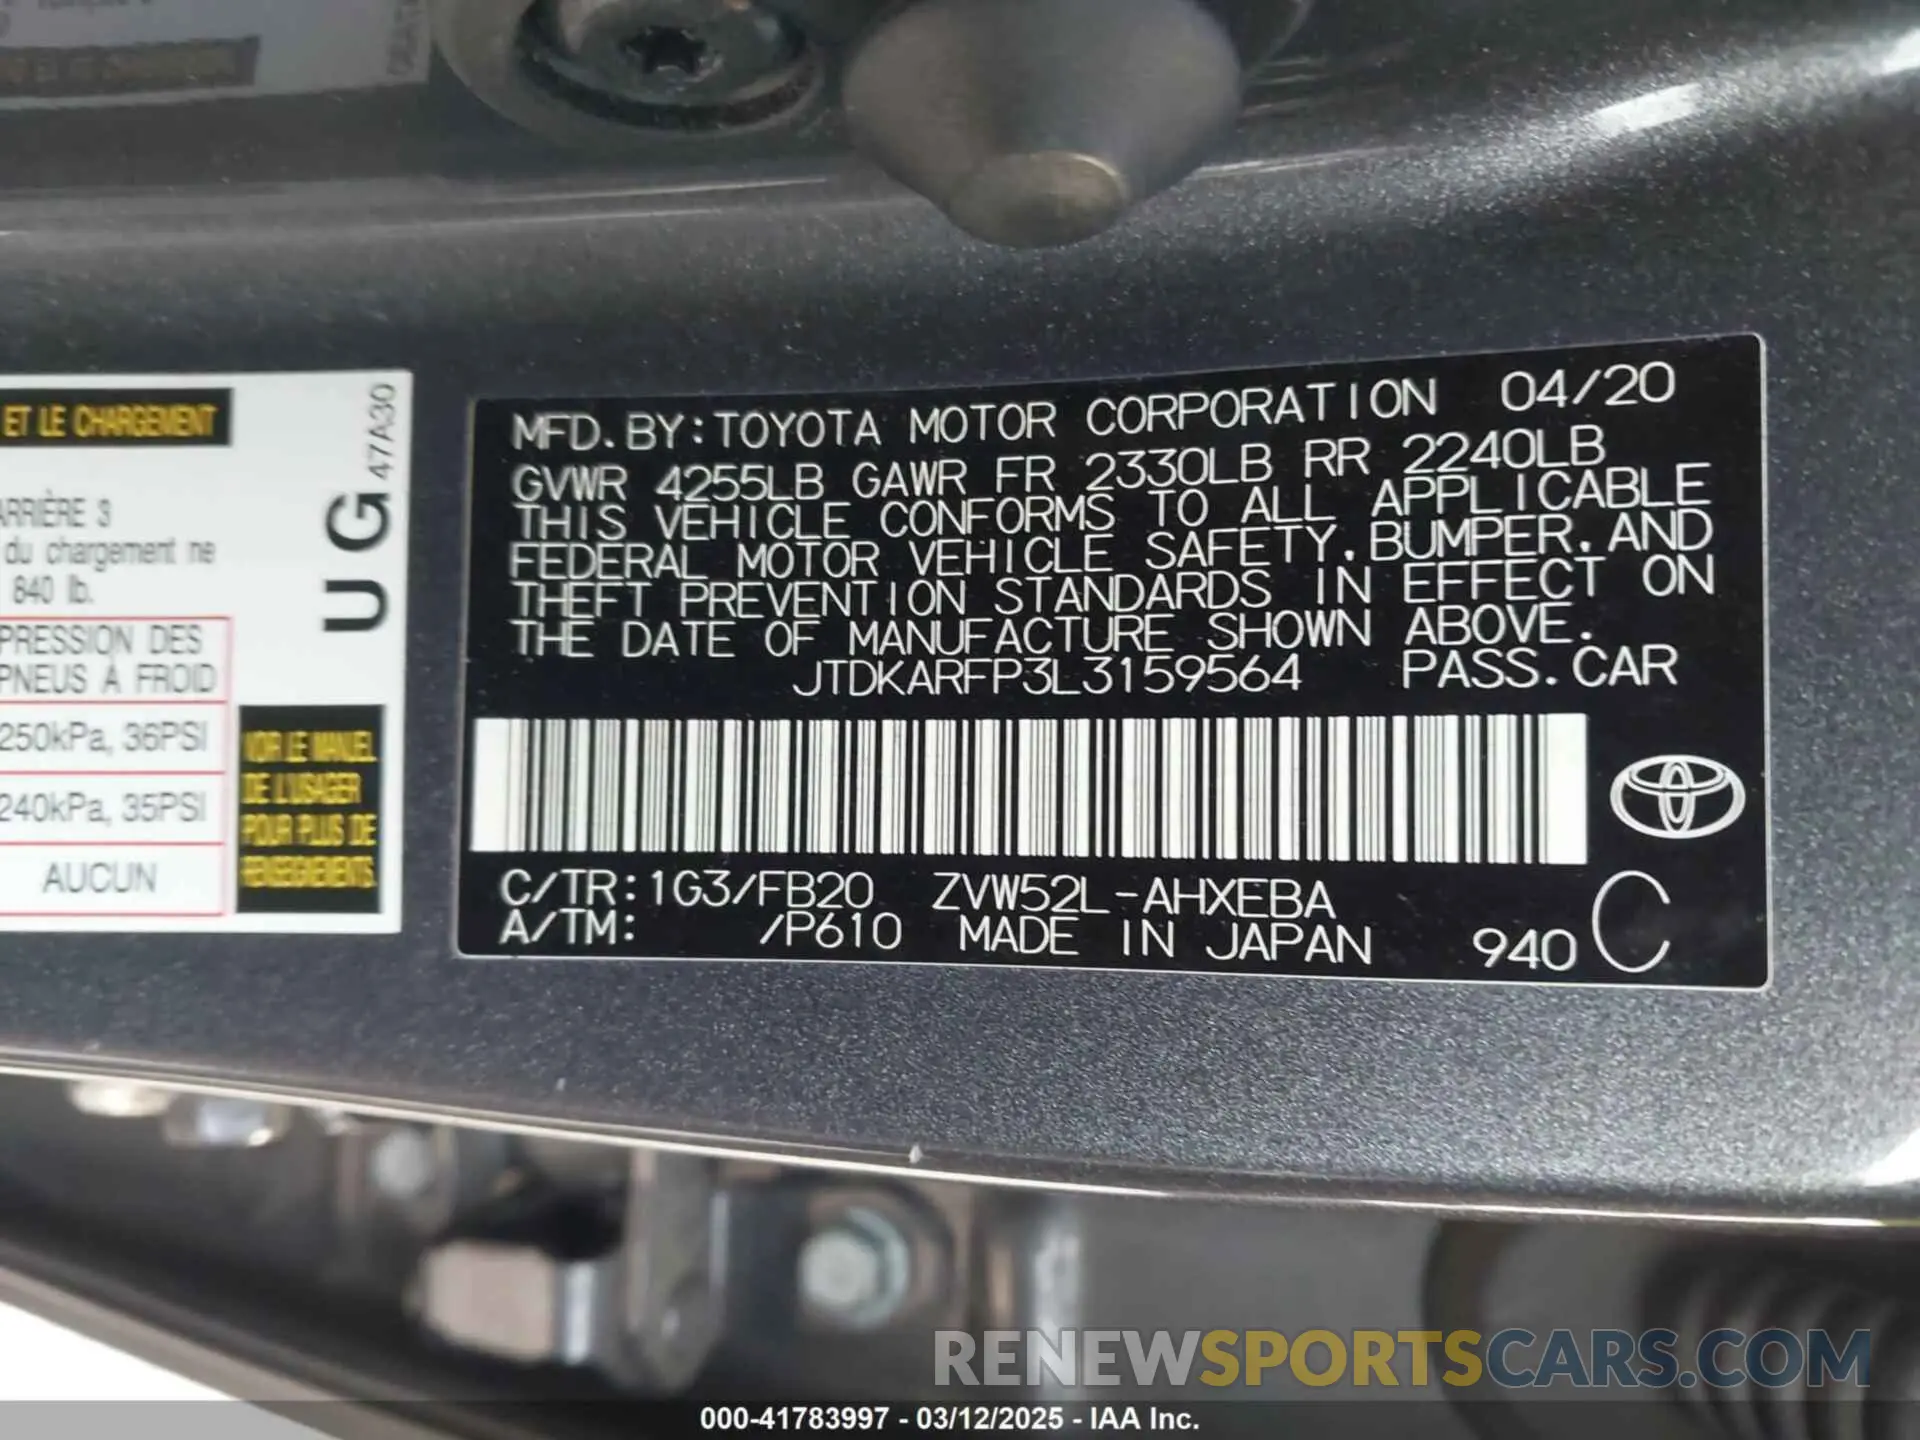 ET LE CHARGEMENT
47A30
UG
ARRIÈRE 3
du chargement ne
840 lb.
PRESSION DES
PNEUS À FROID
250kPa, 36PSI
240kPa, 35PSI
AUCUN
VOIR LE MANUEL
DE L'USAGER
POUR PLUS DE
RENSEIGNEMENTS
MFD. BY: TOYOTA MOTOR CORPORATION 04/20
GVWR 4255LB GAWR FR 2330LB RR 2240LB
THIS VEHICLE CONFORMS TO ALL APPLICABLE
FEDERAL MOTOR VEHICLE SAFETY, BUMPER, AND
THEFT PREVENTION STANDARDS IN EFFECT ON
THE DATE OF MANUFACTURE SHOWN ABOVE.
JTDKARFP3L3159564 PASS. CAR
C/TR: 1G3/FB20 ZVW52L-AHXEBA
A/TM: /P610 MADE IN JAPAN 940 C
RENEWSPORTSCARS.COM
000-41783997 - 03/12/2025 - IAA Inc.